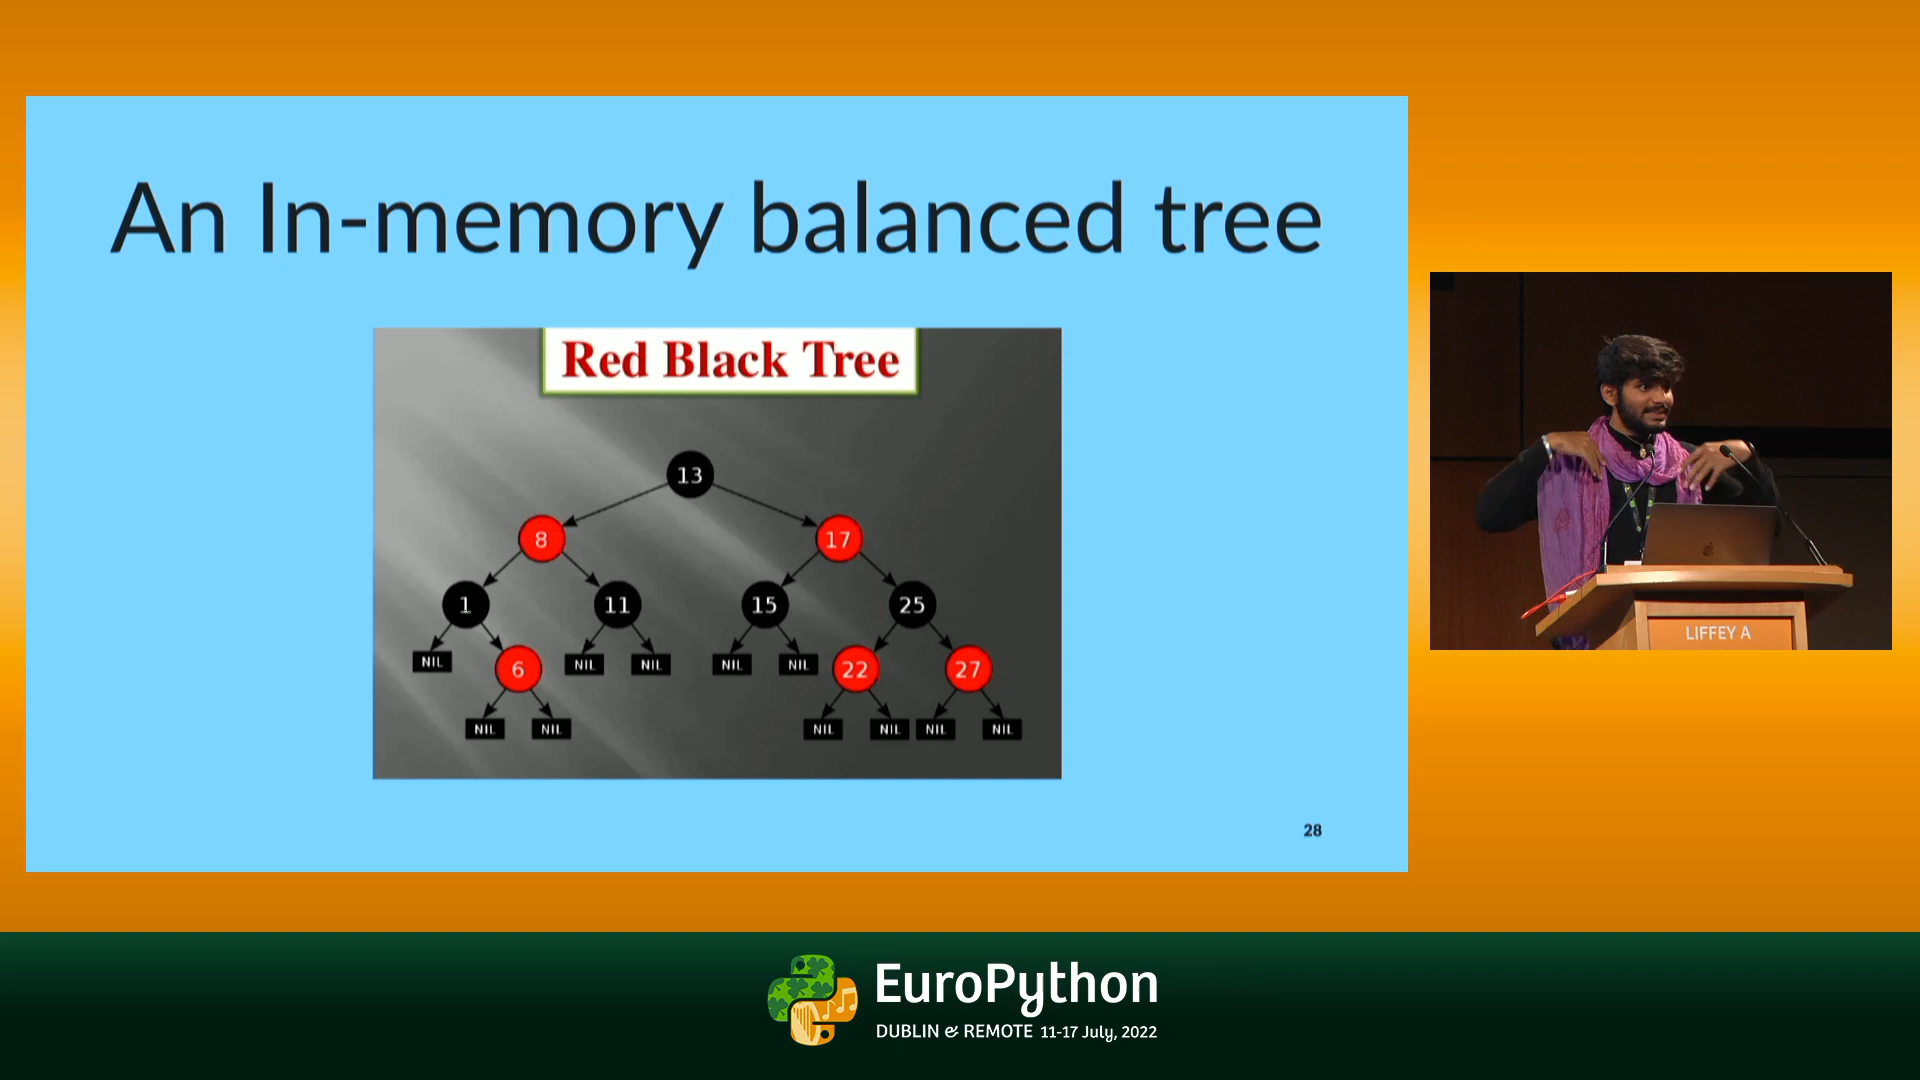 An In-memory balanced tree
Red Black Tree
13
8
17
1
11
15
25
NIL
6
NIL
NIL
NIL
NIL
22
27
NIL
NIL
NIL
NIL
NIL
NIL
28
LIFFEY A
EuroPython
DUBLIN & REMOTE 11-17 July, 2022